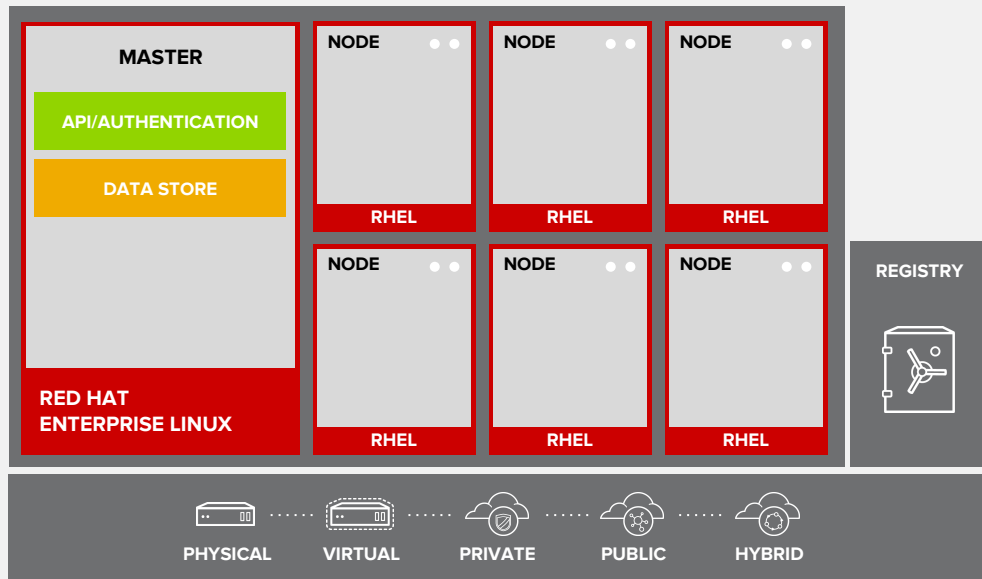 MASTER
API/AUTHENTICATION
DATA STORE
RED HAT
ENTERPRISE LINUX
NODE
RHEL
NODE
RHEL
NODE
RHEL
NODE
RHEL
NODE
RHEL
NODE
RHEL
REGISTRY
PHYSICAL
VIRTUAL
PRIVATE
PUBLIC
HYBRID